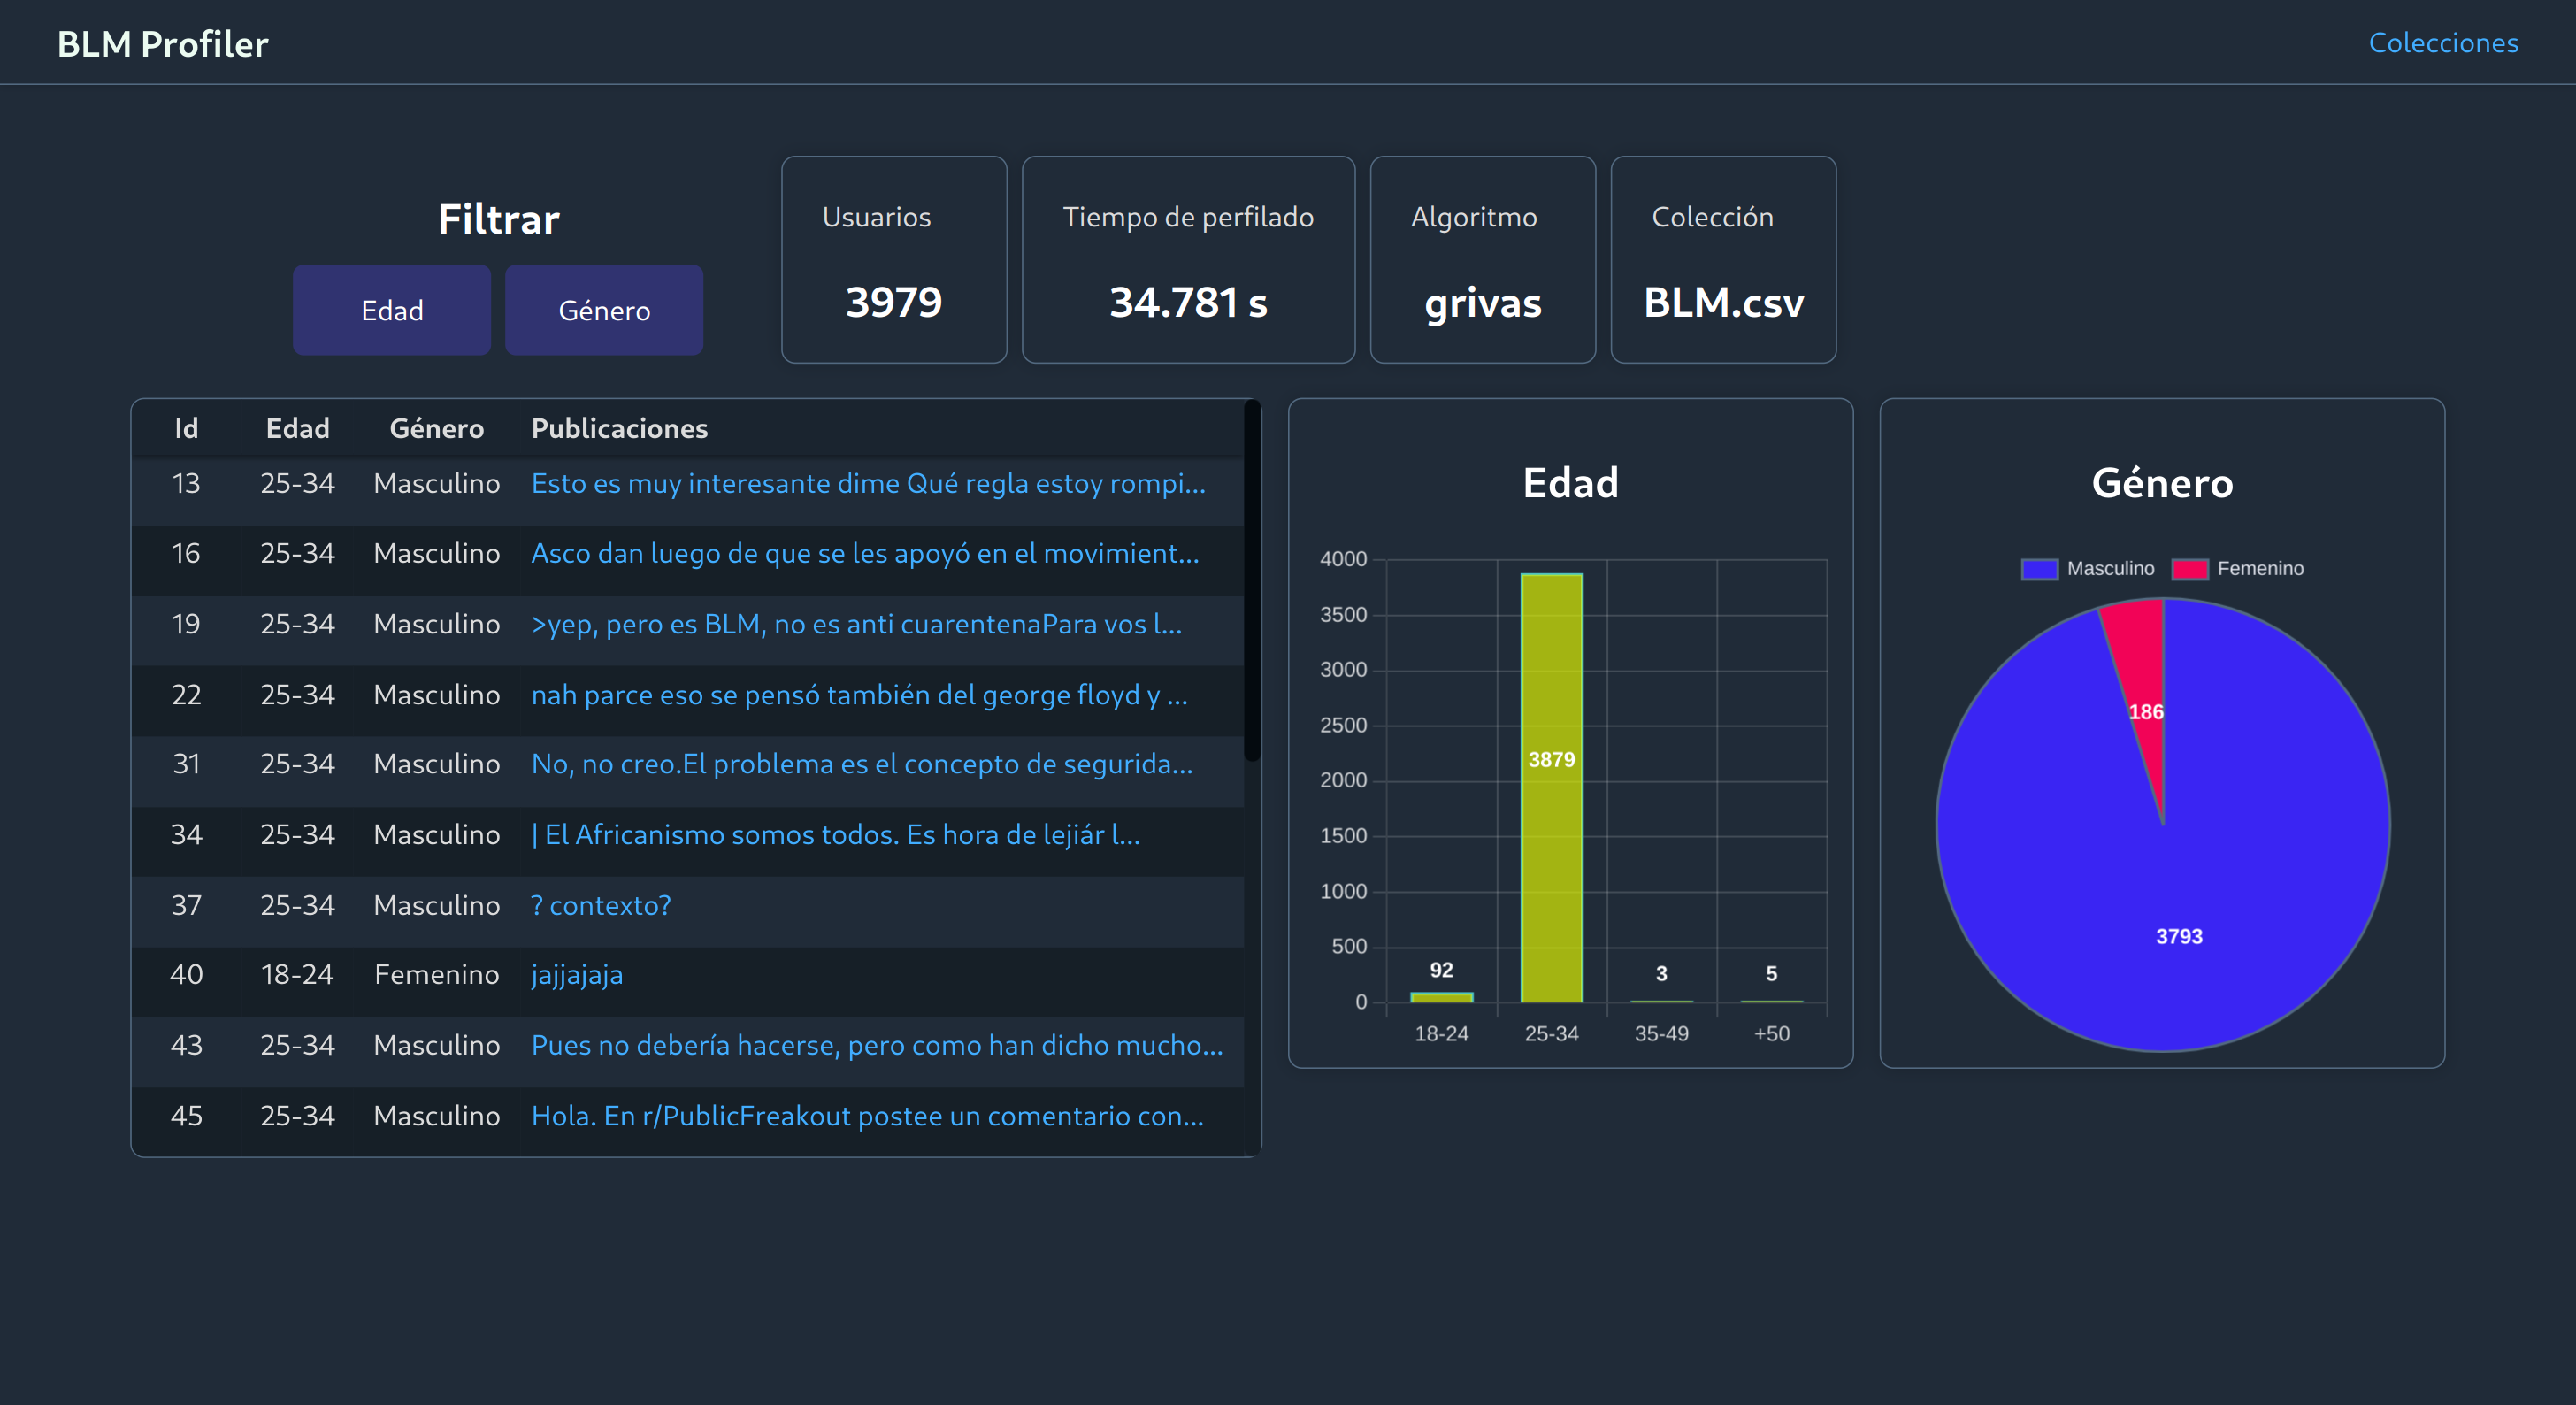 BLM Profiler
Colecciones
Filtrar
Edad
Género
Usuarios
3979
Tiempo de perfilado
34.781 s
Algoritmo
grivas
Colección
BLM.csv
Id Edad Género Publicaciones
13 25-34 Masculino Esto es muy interesante dime Qué regla estoy rompi...
16 25-34 Masculino Asco dan luego de que se les apoyó en el movimient...
19 25-34 Masculino >yep, pero es BLM, no es anti cuarentenaPara vos l...
22 25-34 Masculino nah parce eso se pensó también del george floyd y ...
31 25-34 Masculino No, no creo.El problema es el concepto de segurida...
34 25-34 Masculino | El Africanismo somos todos. Es hora de lejiár l...
37 25-34 Masculino ? contexto?
40 18-24 Femenino jajjajaja
43 25-34 Masculino Pues no debería hacerse, pero como han dicho mucho...
45 25-34 Masculino Hola. En r/PublicFreakout postee un comentario con...
Edad
4000
3500
3000
2500
2000
1500
1000
500
0
92
3879
3
5
18-24 25-34 35-49 +50
Género
Masculino Femenino
186
3793